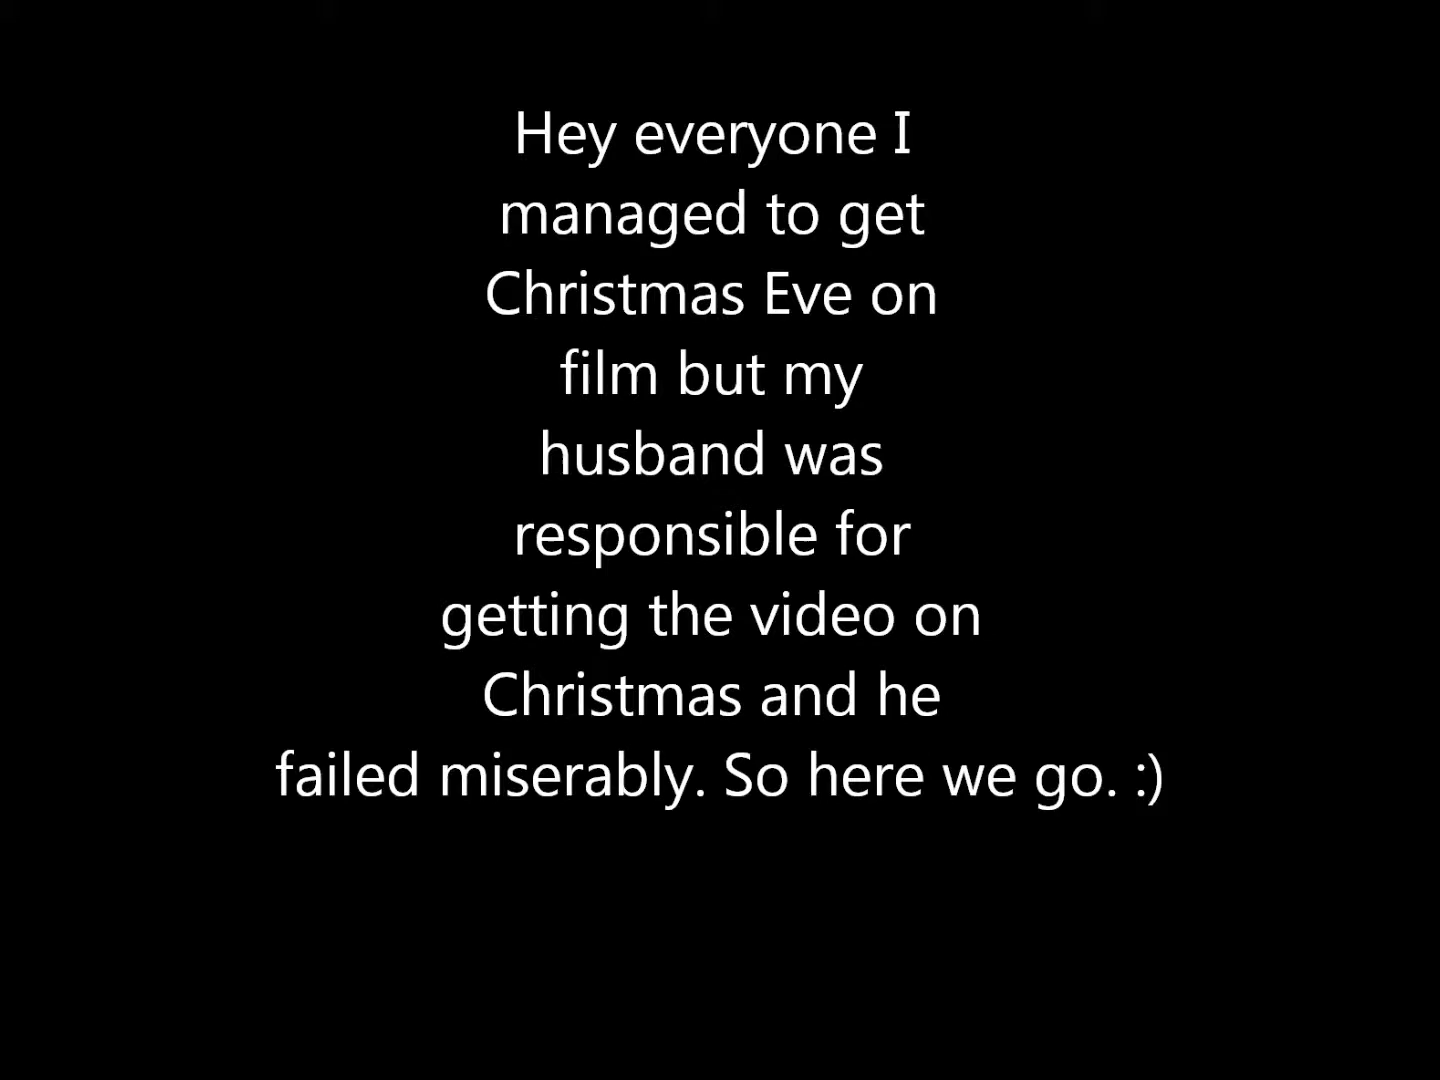 Hey everyone I
managed to get
Christmas Eve on
film but my
husband was
responsible for
getting the video on
Christmas and he
failed miserably. So here we go. :)